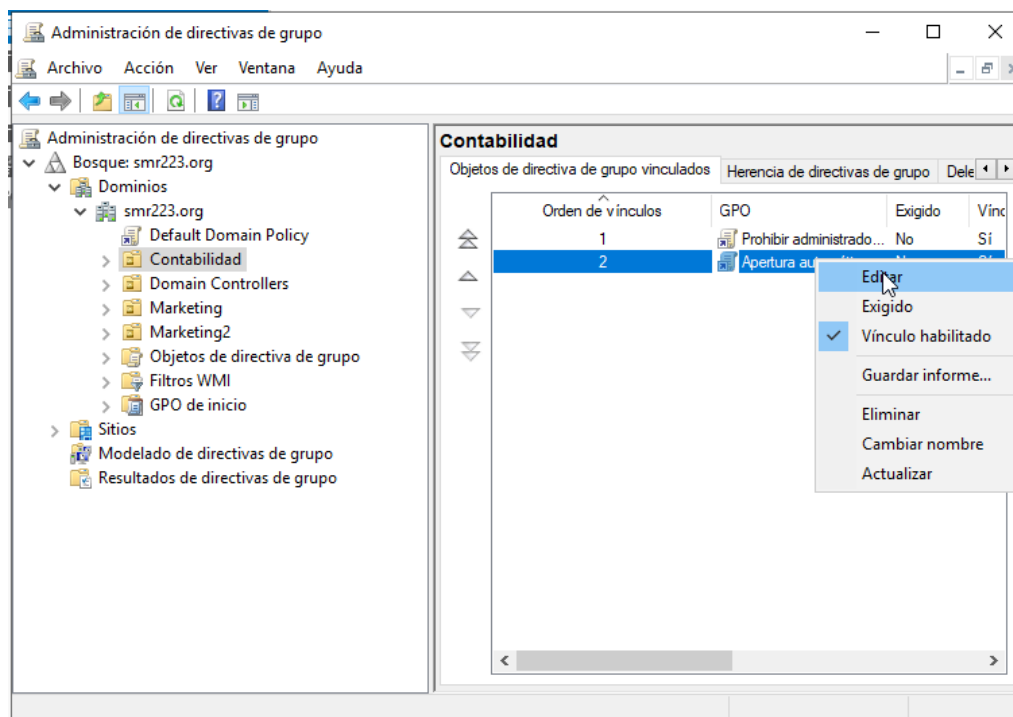 Administración de directivas de grupo
Archivo Acción Ver Ventana Ayuda
Administración de directivas de grupo
Bosque: smr223.org
Dominios
smr223.org
Default Domain Policy
Contabilidad
Domain Controllers
Marketing
Marketing2
Objetos de directiva de grupo
Filtros WMI
GPO de inicio
Sitios
Modelado de directivas de grupo
Resultados de directivas de grupo
Contabilidad
Objetos de directiva de grupo vinculados Herencia de directivas de grupo Dele
Orden de vínculos GPO Exigido Vínc
1 Prohibir administrado... No Sí
2 Apertura
Editar
Exigido
Vínculo habilitado
Guardar informe...
Eliminar
Cambiar nombre
Actualizar